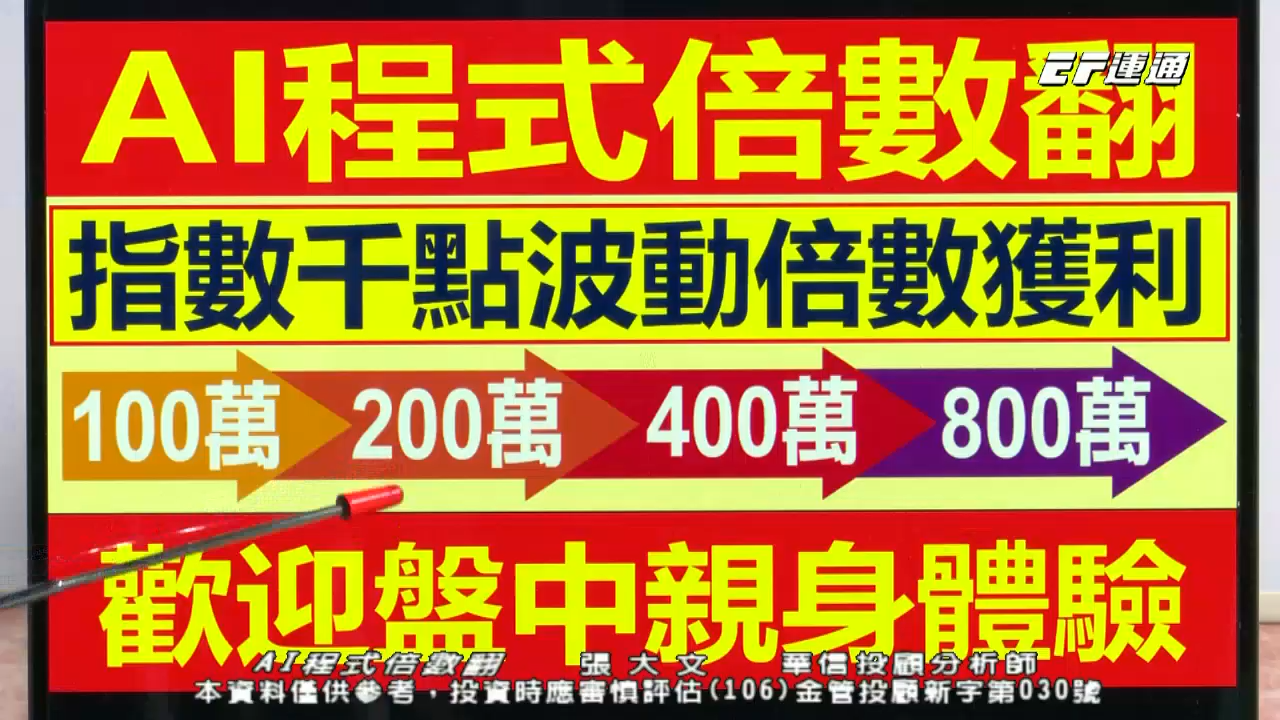 AI程式倍數翻
EF運通
指數千點波動倍數獲利
100萬 200萬 400萬 800萬
歡迎盤中親身體驗
AI程式倍數翻 張大文 華信投顧分析師
本資料僅供參考，投資時應審慎評估(106)金管投顧新字第030號